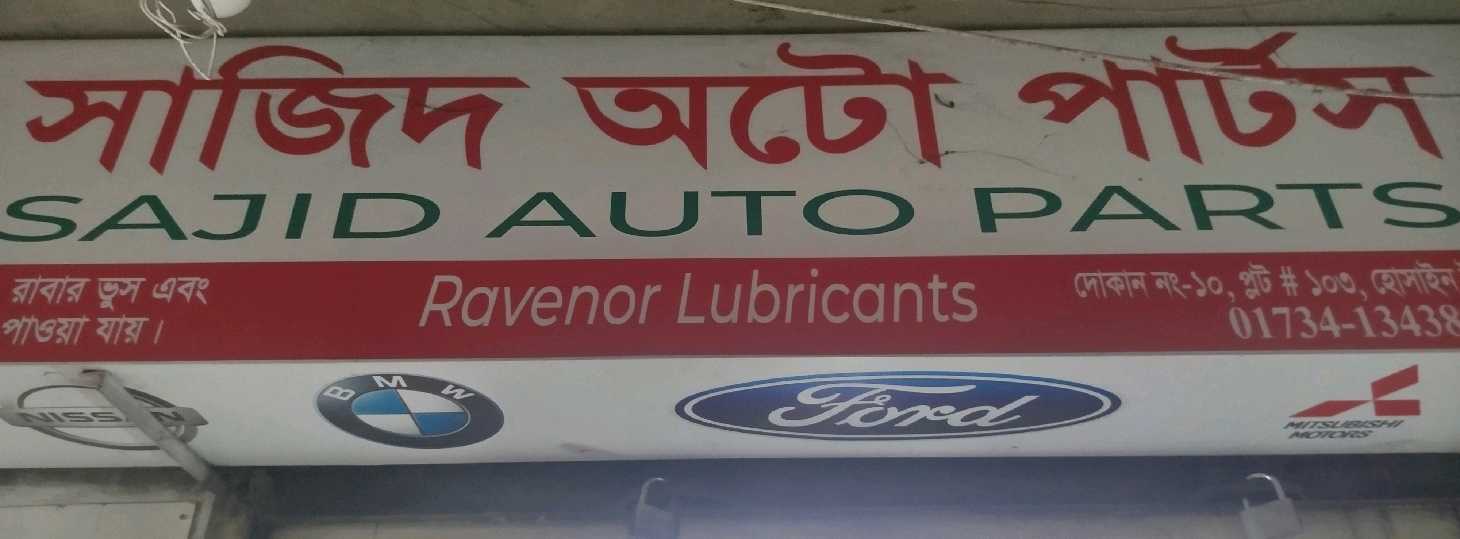 সাজিদ অটো পার্টস
SAJID AUTO PARTS
রাবার ভুস এবং
পাওয়া যায়।
Ravenor Lubricants
দোকান নং-১০, প্লট # ১০৩, হোসাইন
01734-13438
NISSAN
BMW
Ford
MITSUBISHI
MOTORS